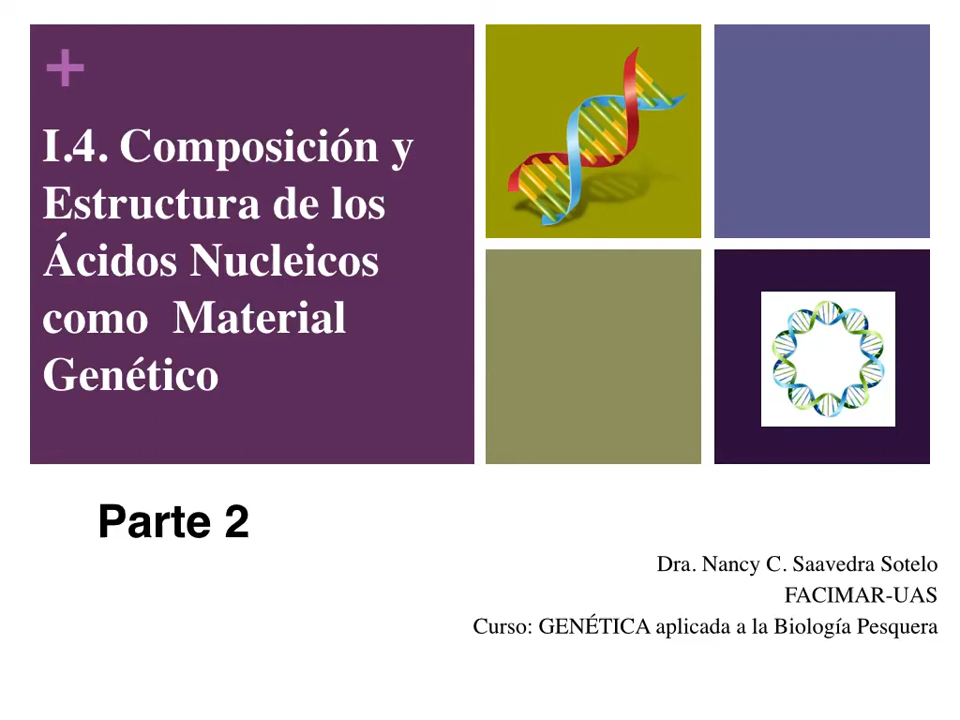 +
I.4. Composición y
Estructura de los
Ácidos Nucleicos
como  Material
Genético
Parte 2
Dra. Nancy C. Saavedra Sotelo
FACIMAR-UAS
Curso: GENÉTICA aplicada a la Biología Pesquera